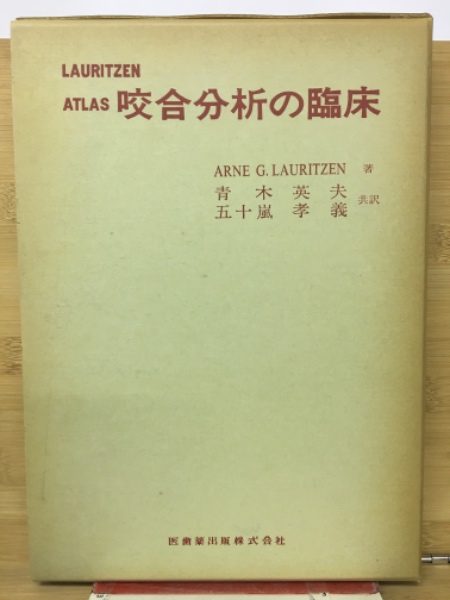 LAURITZEN
ATLAS 咬合分析の臨床
ARNE G. LAURITZEN 著
青木英夫
五十嵐孝義 共訳
医歯薬出版株式会社